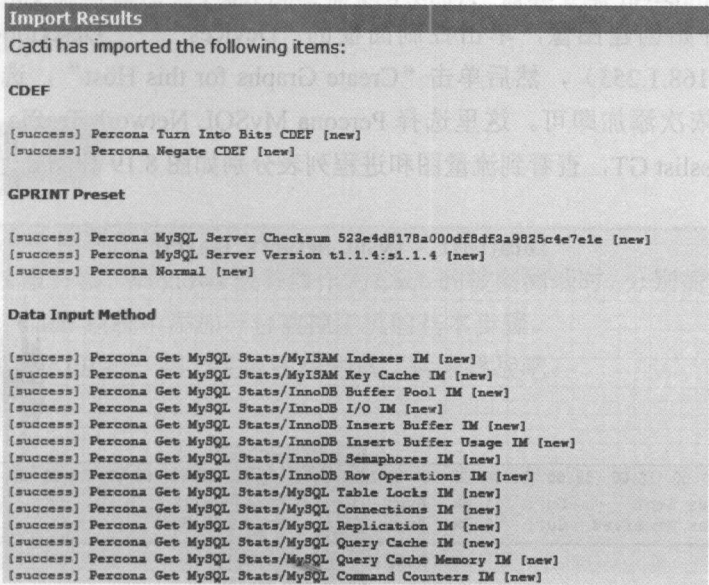 Import Results
Cacti has imported the following items:
CDEF
[success] Percona Turn Into Bits CDEF [new]
[success] Percona Negate CDEF [new]
GPRINT Preset
[success] Percona MySQL Server Checksum 523e4d8178a000df8df3a9825c4e7e1e [new]
[success] Percona MySQL Server Version t1.1.4:s1.1.4 [new]
[success] Percona Normal [new]
Data Input Method
[success] Percona Get MySQL Stats/MyISAM Indexes IM [new]
[success] Percona Get MySQL Stats/MyISAM Key Cache IM [new]
[success] Percona Get MySQL Stats/InnoDB Buffer Pool IM [new]
[success] Percona Get MySQL Stats/InnoDB I/O IM [new]
[success] Percona Get MySQL Stats/InnoDB Insert Buffer IM [new]
[success] Percona Get MySQL Stats/InnoDB Insert Buffer Usage IM [new]
[success] Percona Get MySQL Stats/InnoDB Semaphores IM [new]
[success] Percona Get MySQL Stats/InnoDB Row Operations IM [new]
[success] Percona Get MySQL Stats/MySQL Table Locks IM [new]
[success] Percona Get MySQL Stats/MySQL Connections IM [new]
[success] Percona Get MySQL Stats/MySQL Replication IM [new]
[success] Percona Get MySQL Stats/MySQL Query Cache IM [new]
[success] Percona Get MySQL Stats/MySQL Query Cache Memory IM [new]
[success] Percona Get MySQL Stats/MySQL Command Counters IM [new]